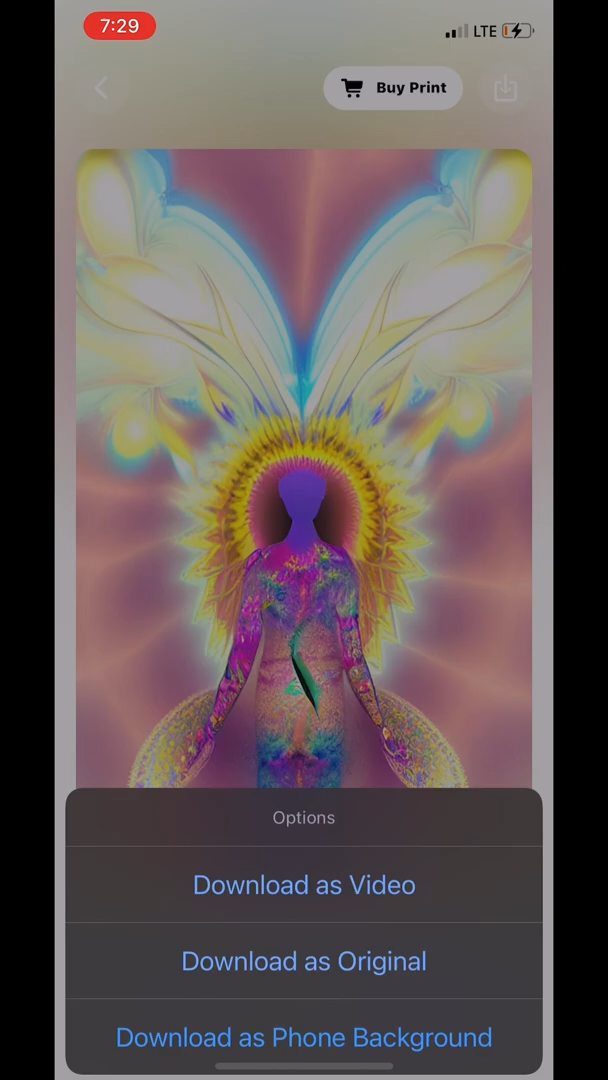 7:29
LTE
Buy Print
Options
Download as Video
Download as Original
Download as Phone Background